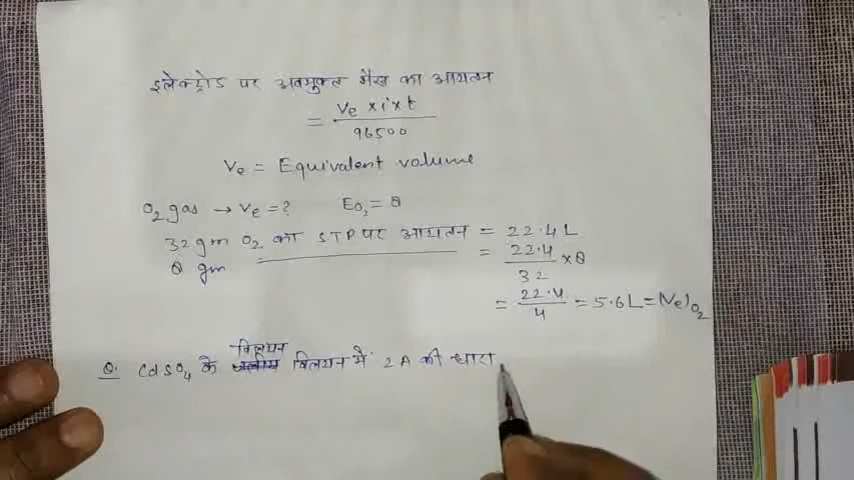 इलेक्ट्रोड पर अवमुक्त गैस का आयतन
= Ve × i × t / 96500
Ve = Equivalent volume
O2 gas → Ve = ? EO2 = 8
32 gm O2 का STP पर आयतन = 22.4 L
8 gm = 22.4 / 32 × 8
= 22.4 / 4 = 5.6 L = (Ve)O2
विलयन
Q. CdSO4 के विलयन में 2 A की धारा